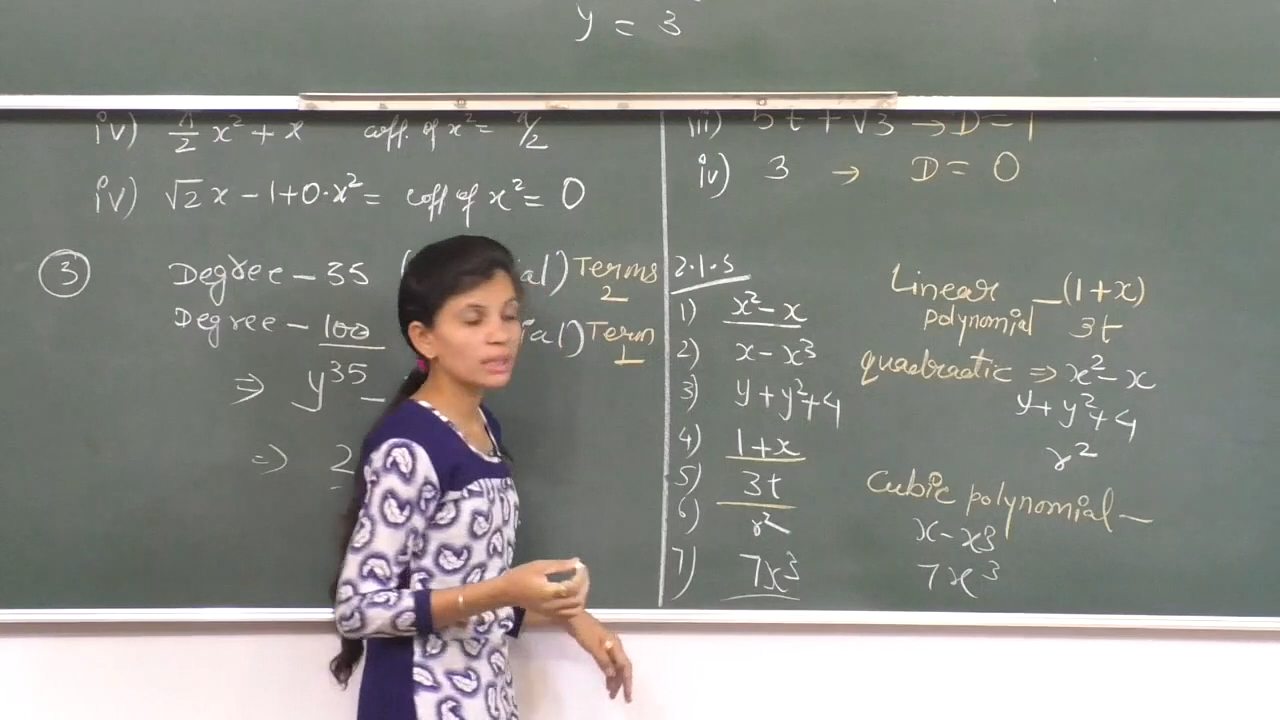 y = 3
iv) π/2 x² + x coff. of x² = π/2
iv) √2 x - 1 + 0·x² = coff of x² = 0
3 Degree - 35 ( ial) Terms 2
Degree - 100 ial) Term 1
⇒ y³⁵ -
⇒ 2
iii) 5t + √3 → D = 1
iv) 3 → D = 0
2.1.5
1) x² - x
2) x - x³
3) y + y² + 4
4) 1 + x
5) 3t
6) r²
7) 7x³
Linear polynomial - (1 + x)
3t
quadraatic ⇒ x² - x
y + y² + 4
r²
Cubic polynomial -
x - x3
7x³